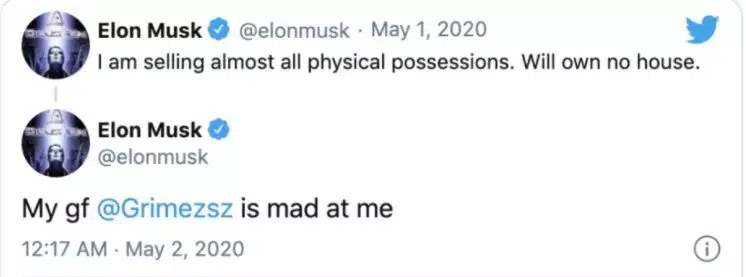 Elon Musk @elonmusk · May 1, 2020
I am selling almost all physical possessions. Will own no house.
Elon Musk
@elonmusk
My gf @Grimezsz is mad at me
12:17 AM · May 2, 2020